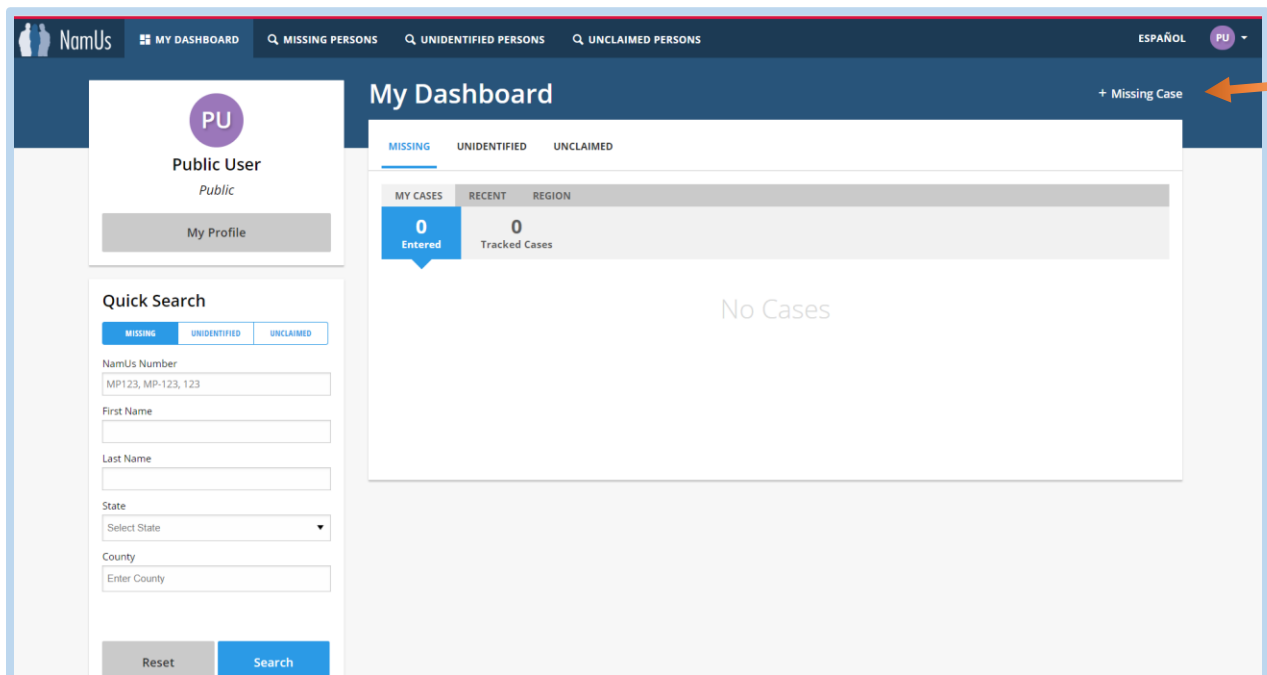 NamUs MY DASHBOARD MISSING PERSONS UNIDENTIFIED PERSONS UNCLAIMED PERSONS ESPAÑOL PU
PU
Public User
Public
My Profile
My Dashboard
+ Missing Case
MISSING UNIDENTIFIED UNCLAIMED
MY CASES RECENT REGION
0 0
Entered Tracked Cases
No Cases
Quick Search
MISSING UNIDENTIFIED UNCLAIMED
NamUs Number
MP123, MP-123, 123
First Name
Last Name
State
Select State
County
Enter County
Reset Search